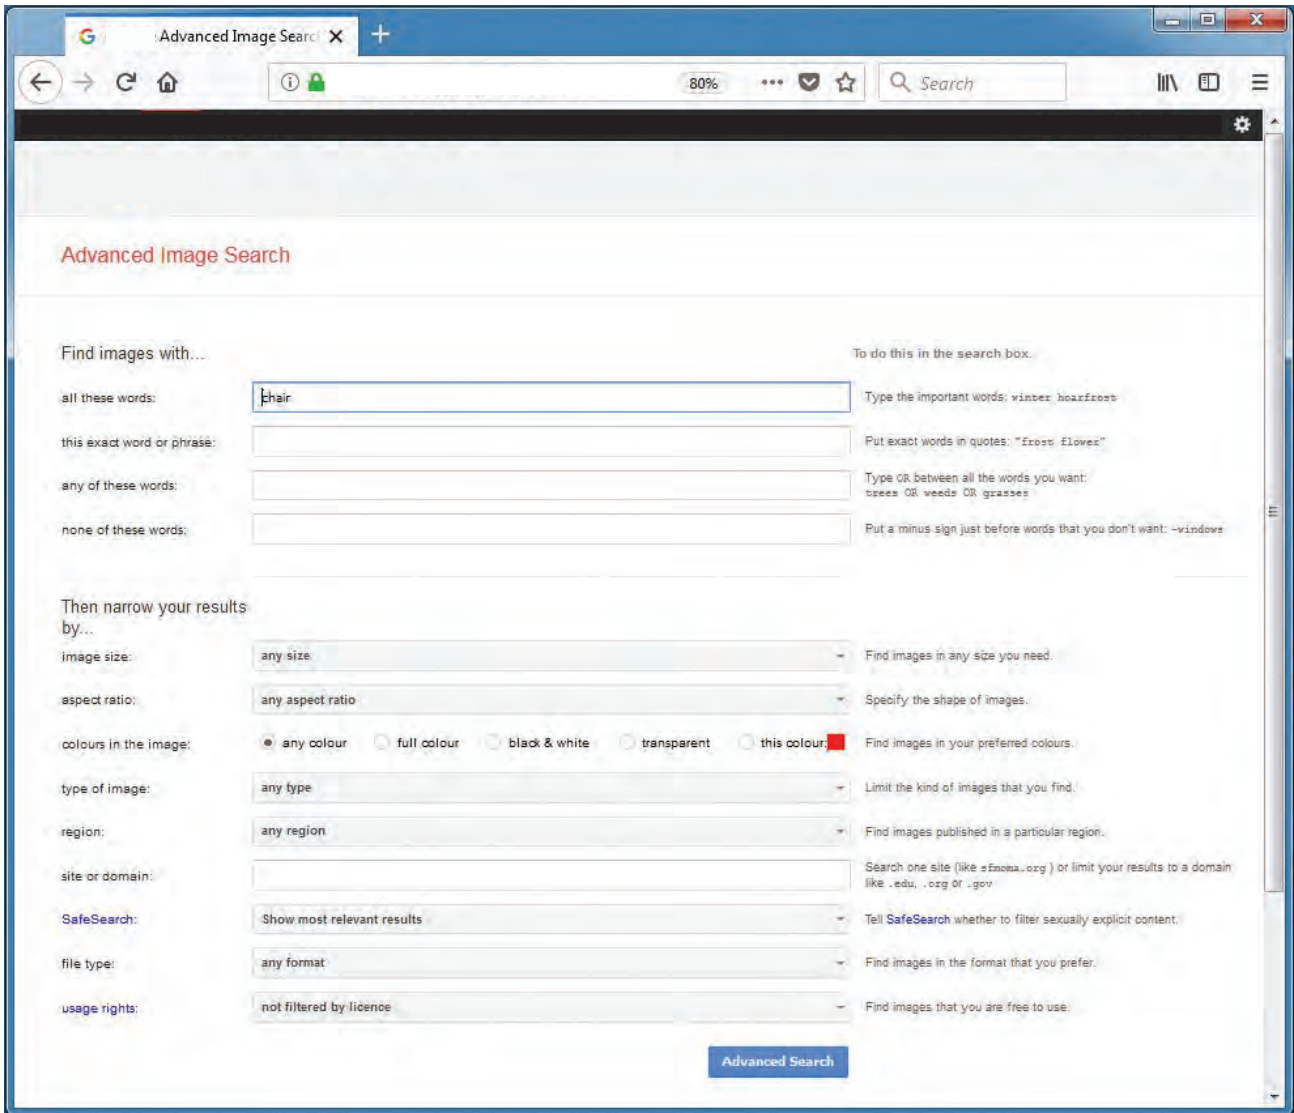 Advanced Image Searc
80%
Search
Advanced Image Search
Find images with...
To do this in the search box.
all these words:
chair
Type the important words: winter hoarfrost
this exact word or phrase:
Put exact words in quotes: "frost flower"
any of these words:
Type OR between all the words you want:
trees OR weeds OR grasses
none of these words:
Put a minus sign just before words that you don't want: -windows
Then narrow your results
by...
image size:
any size
Find images in any size you need.
aspect ratio:
any aspect ratio
Specify the shape of images.
colours in the image:
any colour full colour black & white transparent this colour:
Find images in your preferred colours.
type of image:
any type
Limit the kind of images that you find.
region:
any region
Find images published in a particular region.
site or domain:
Search one site (like sfmoma.org ) or limit your results to a domain
like .edu, .org or .gov
SafeSearch:
Show most relevant results
Tell SafeSearch whether to filter sexually explicit content.
file type:
any format
Find images in the format that you prefer.
usage rights:
not filtered by licence
Find images that you are free to use.
Advanced Search